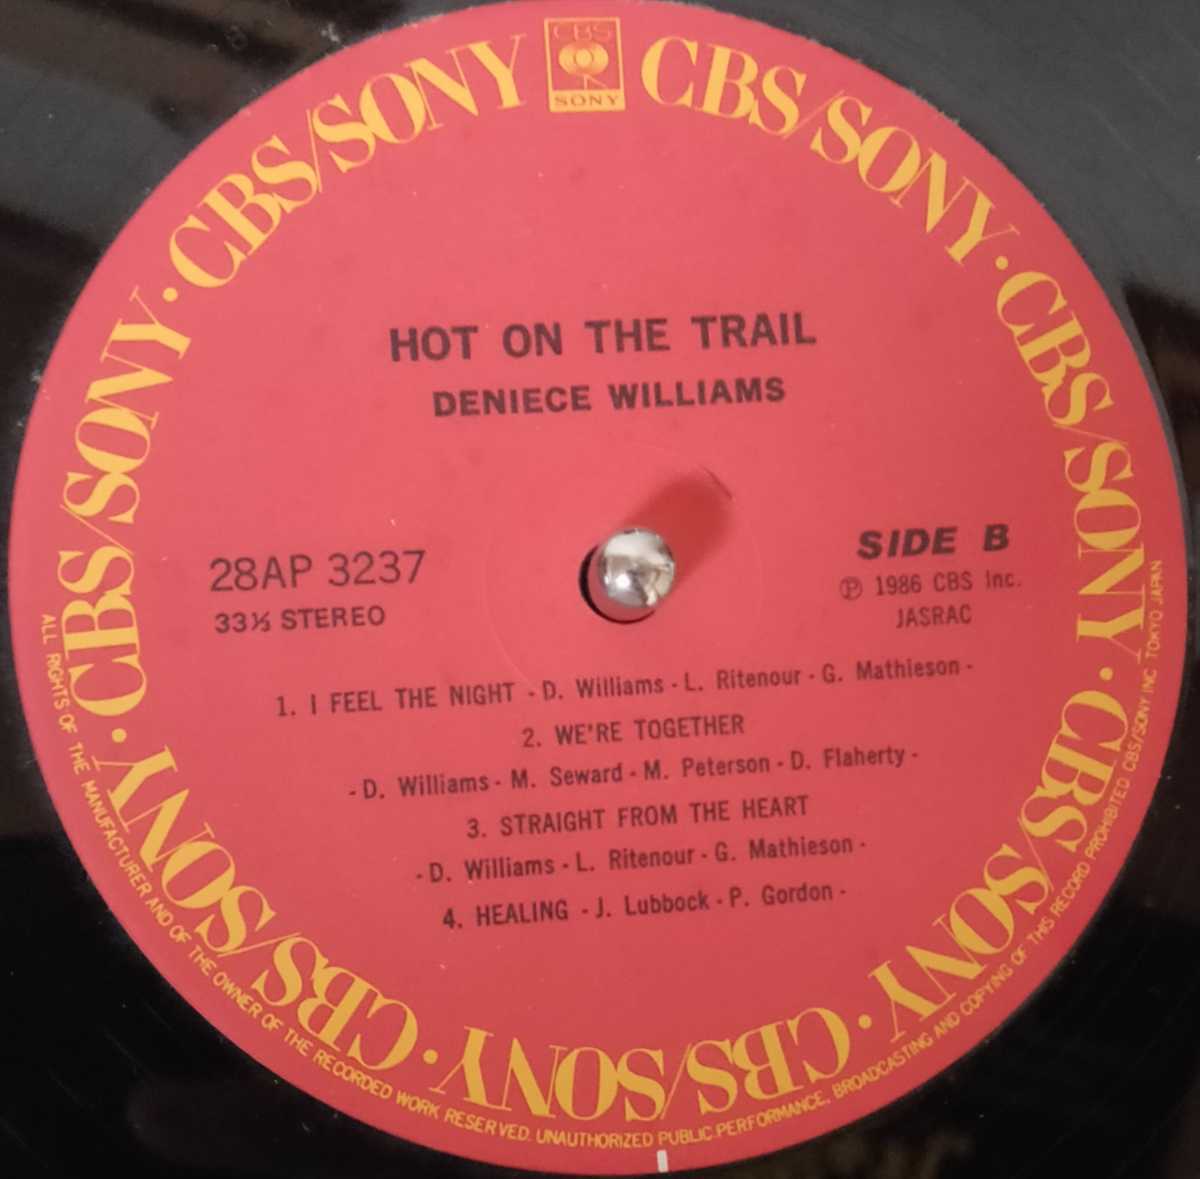 CBS
SONY
CBS/SONY · CBS/SONY · CBS/SONY · CBS/SONY · CBS/SONY · CBS/SONY · CBS/SONY · CBS/SONY
HOT ON THE TRAIL
DENIECE WILLIAMS
28AP 3237
33⅓ STEREO
SIDE B
Ⓟ 1986 CBS Inc.
JASRAC
1. I FEEL THE NIGHT - D. Williams - L. Ritenour - G. Mathieson -
2. WE'RE TOGETHER
- D. Williams - M. Seward - M. Peterson - D. Flaherty -
3. STRAIGHT FROM THE HEART
- D. Williams - L. Ritenour - G. Mathieson -
4. HEALING - J. Lubbock - P. Gordon -
ALL RIGHTS OF THE MANUFACTURER AND OF THE OWNER OF THE RECORDED WORK RESERVED. UNAUTHORIZED PUBLIC PERFORMANCE, BROADCASTING AND COPYING OF THIS RECORD PROHIBITED CBS/SONY INC TOKYO JAPAN